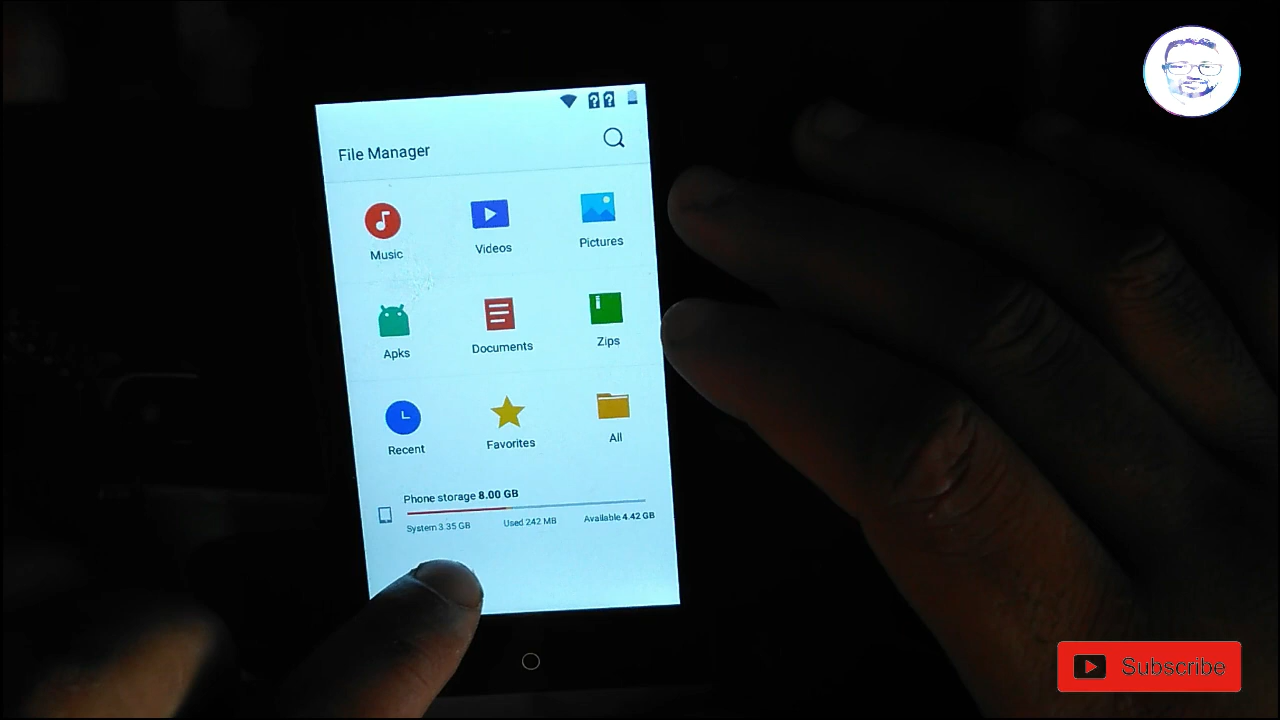 File Manager
Music Videos Pictures
Apks Documents Zips
Recent Favorites All
Phone storage 8.00 GB
System 3.35 GB Used 242 MB Available 4.42 GB
Subscribe